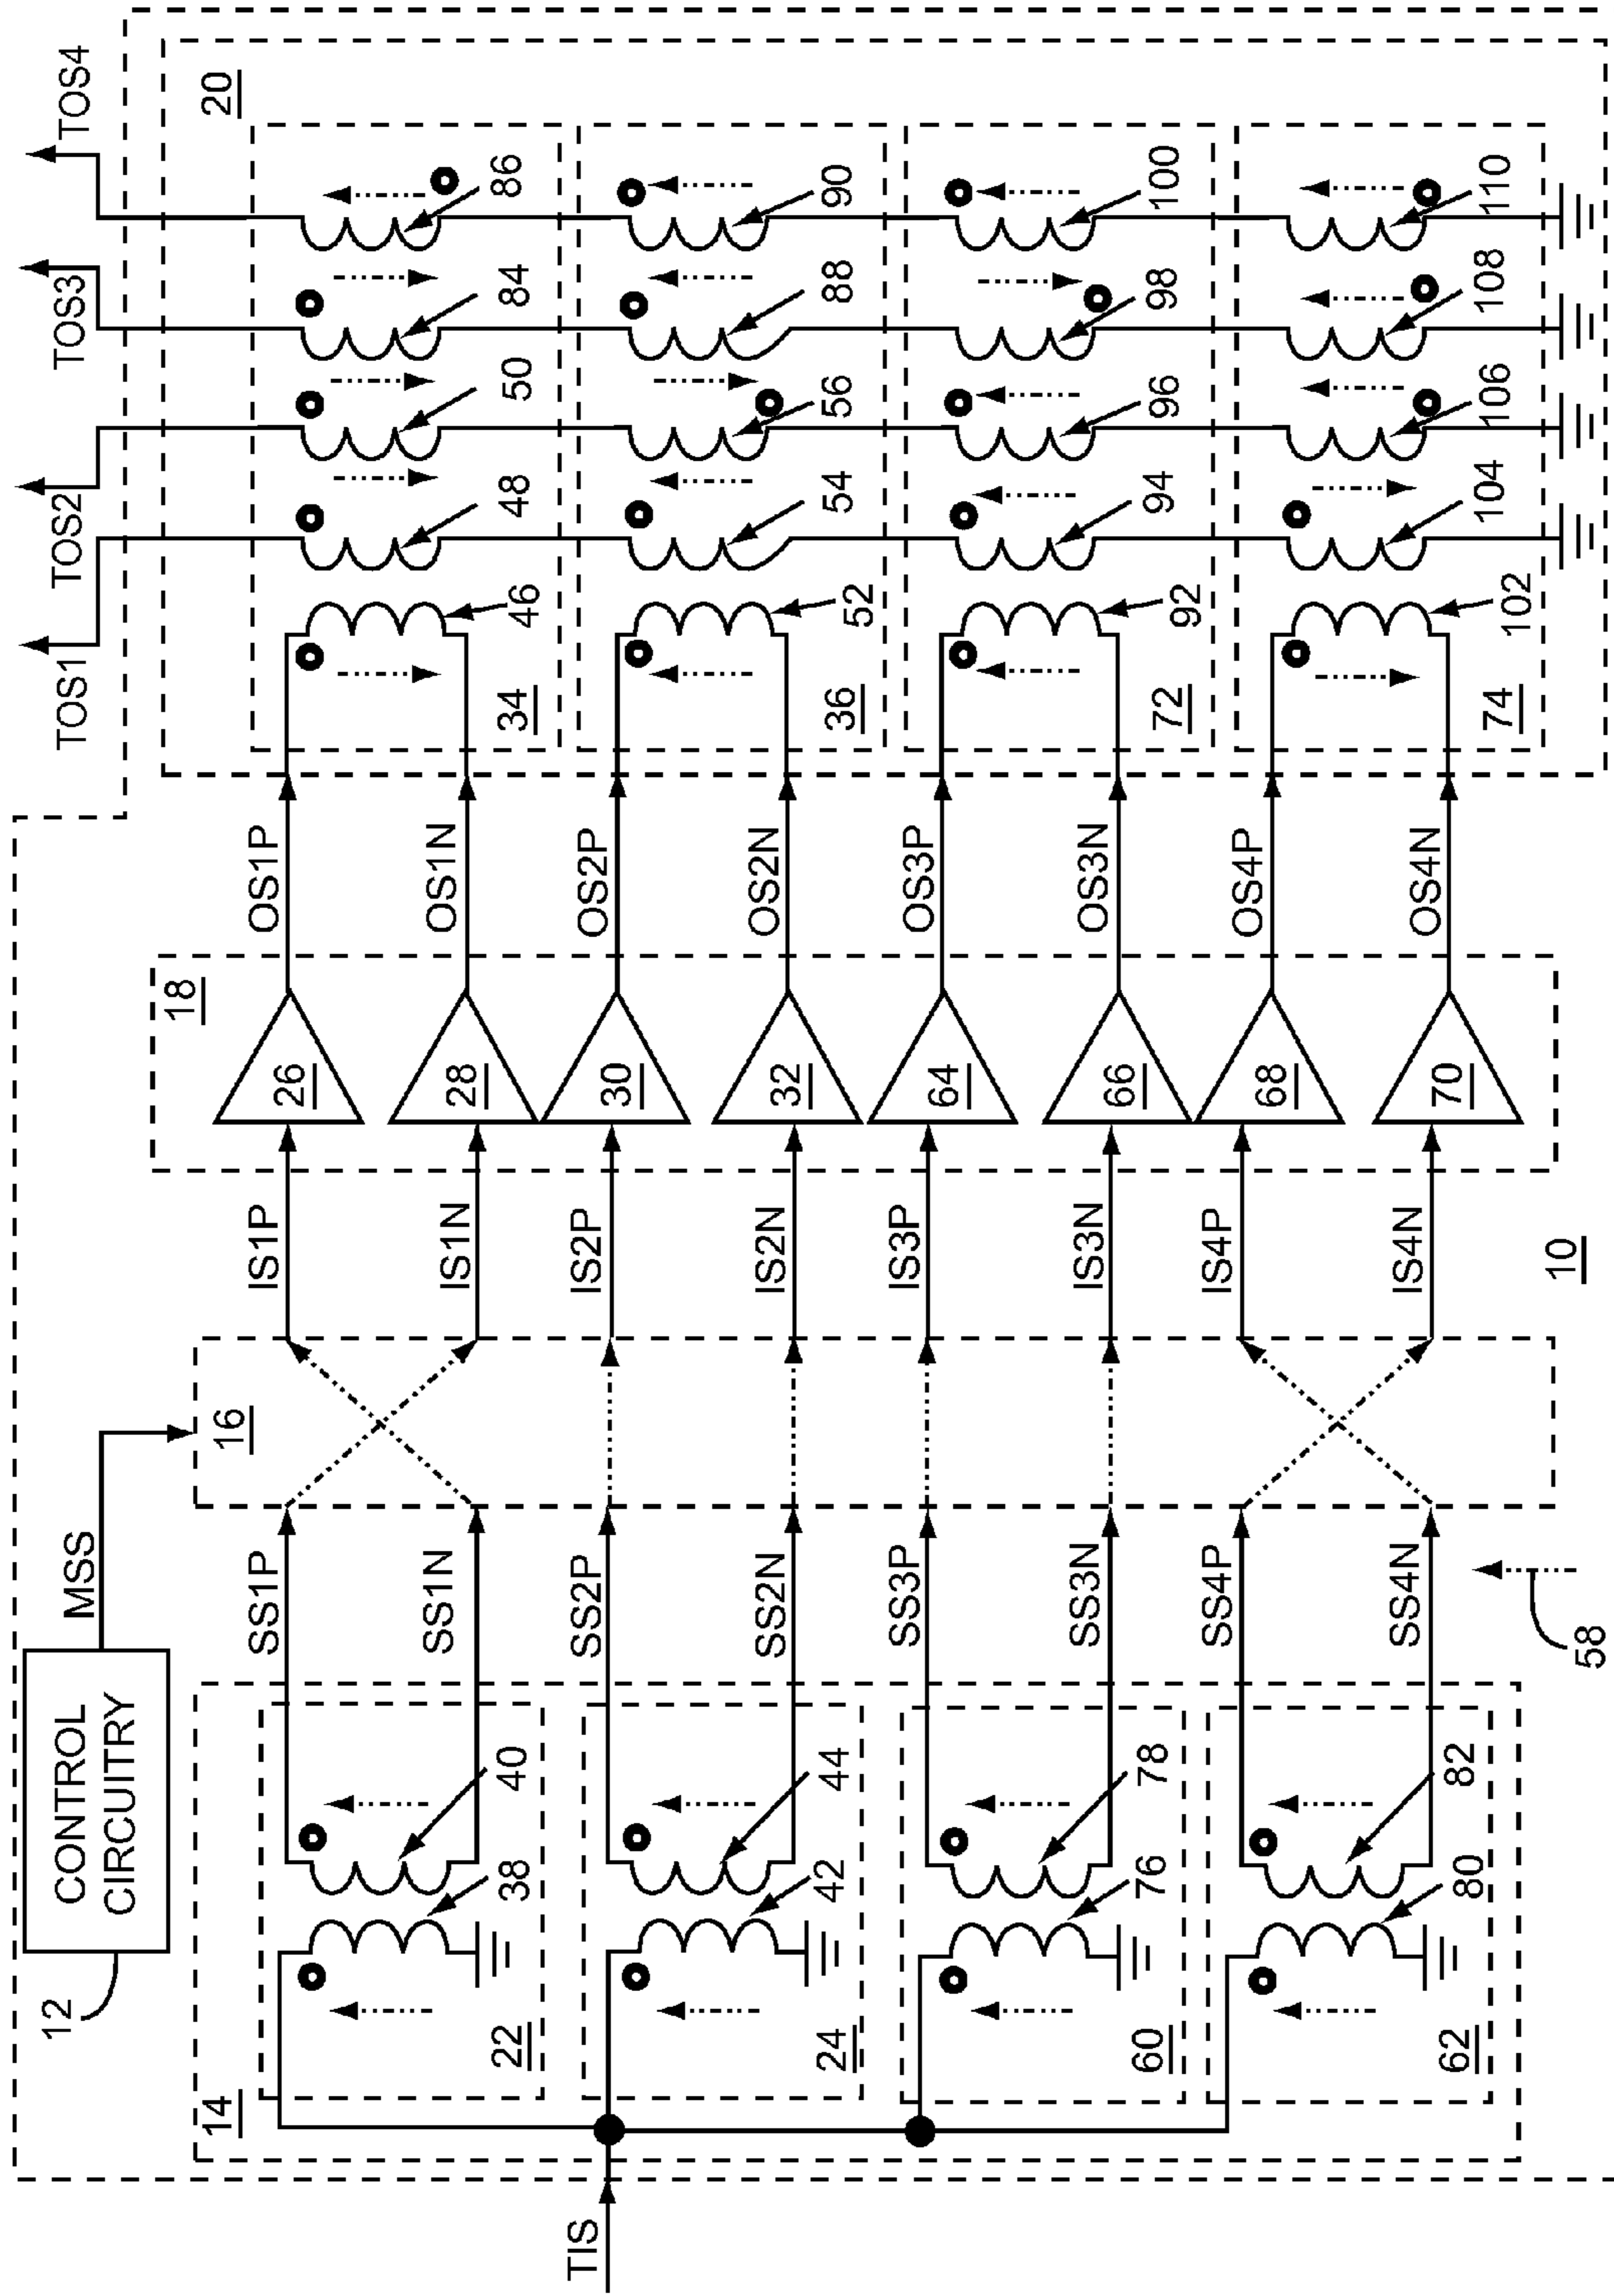 TOS1
TOS2
TOS3
TOS4
20
46
48
50
84
86
34
52
54
56
88
90
36
92
94
96
98
100
72
102
104
106
108
110
74
OS1P
OS1N
OS2P
OS2N
OS3P
OS3N
OS4P
OS4N
18
26
28
30
32
64
66
68
70
IS1P
IS1N
IS2P
IS2N
IS3P
IS3N
IS4P
IS4N
10
16
MSS
SS1P
SS1N
SS2P
SS2N
SS3P
SS3N
SS4P
SS4N
58
CONTROL
CIRCUITRY
12
14
40
38
22
44
42
24
78
76
60
82
80
62
TIS